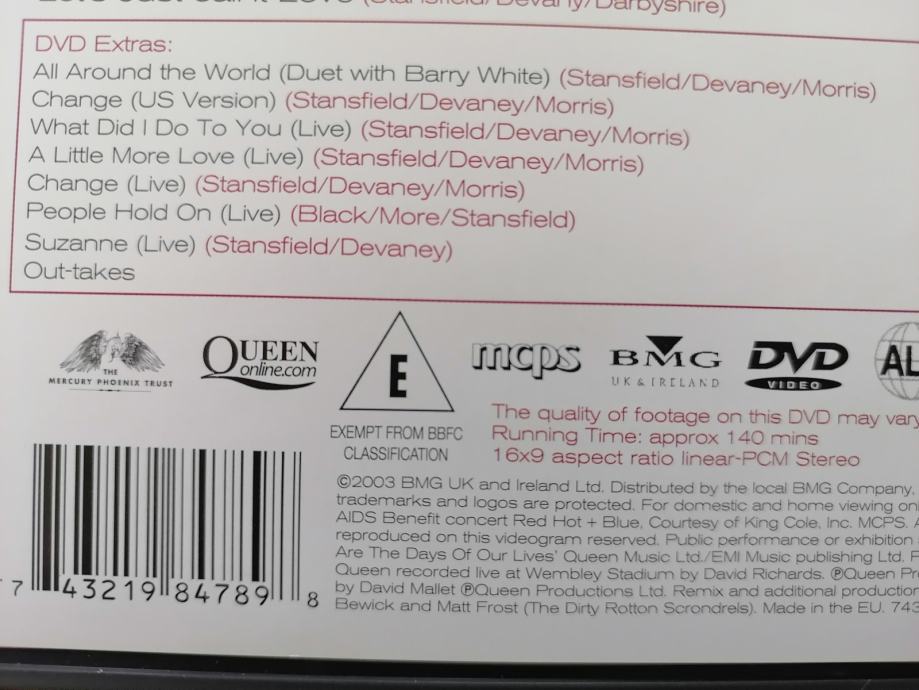 (Stansfield/Devany/Darbyshire)
DVD Extras:
All Around the World (Duet with Barry White) (Stansfield/Devaney/Morris)
Change (US Version) (Stansfield/Devaney/Morris)
What Did I Do To You (Live) (Stansfield/Devaney/Morris)
A Little More Love (Live) (Stansfield/Devaney/Morris)
Change (Live) (Stansfield/Devaney/Morris)
People Hold On (Live) (Black/More/Stansfield)
Suzanne (Live) (Stansfield/Devaney)
Out-takes
THE
MERCURY PHOENIX TRUST
QUEEN
online.com
E
EXEMPT FROM BBFC
CLASSIFICATION
mcps
BMG
UK & IRELAND
DVD
VIDEO
AL
The quality of footage on this DVD may vary
Running Time: approx 140 mins
16x9 aspect ratio linear-PCM Stereo
©2003 BMG UK and Ireland Ltd. Distributed by the local BMG Company.
trademarks and logos are protected. For domestic and home viewing on
AIDS Benefit concert Red Hot + Blue, Courtesy of King Cole, Inc. MCPS. A
reproduced on this videogram reserved. Public performance or exhibition
Are The Days Of Our Lives' Queen Music Ltd./EMI Music publishing Ltd. F
Queen recorded live at Wembley Stadium by David Richards. ℗Queen Pr
by David Mallet ℗Queen Productions Ltd. Remix and additional production
Bewick and Matt Frost (The Dirty Rotton Scrondrels). Made in the EU. 743
7 43219 84789 8